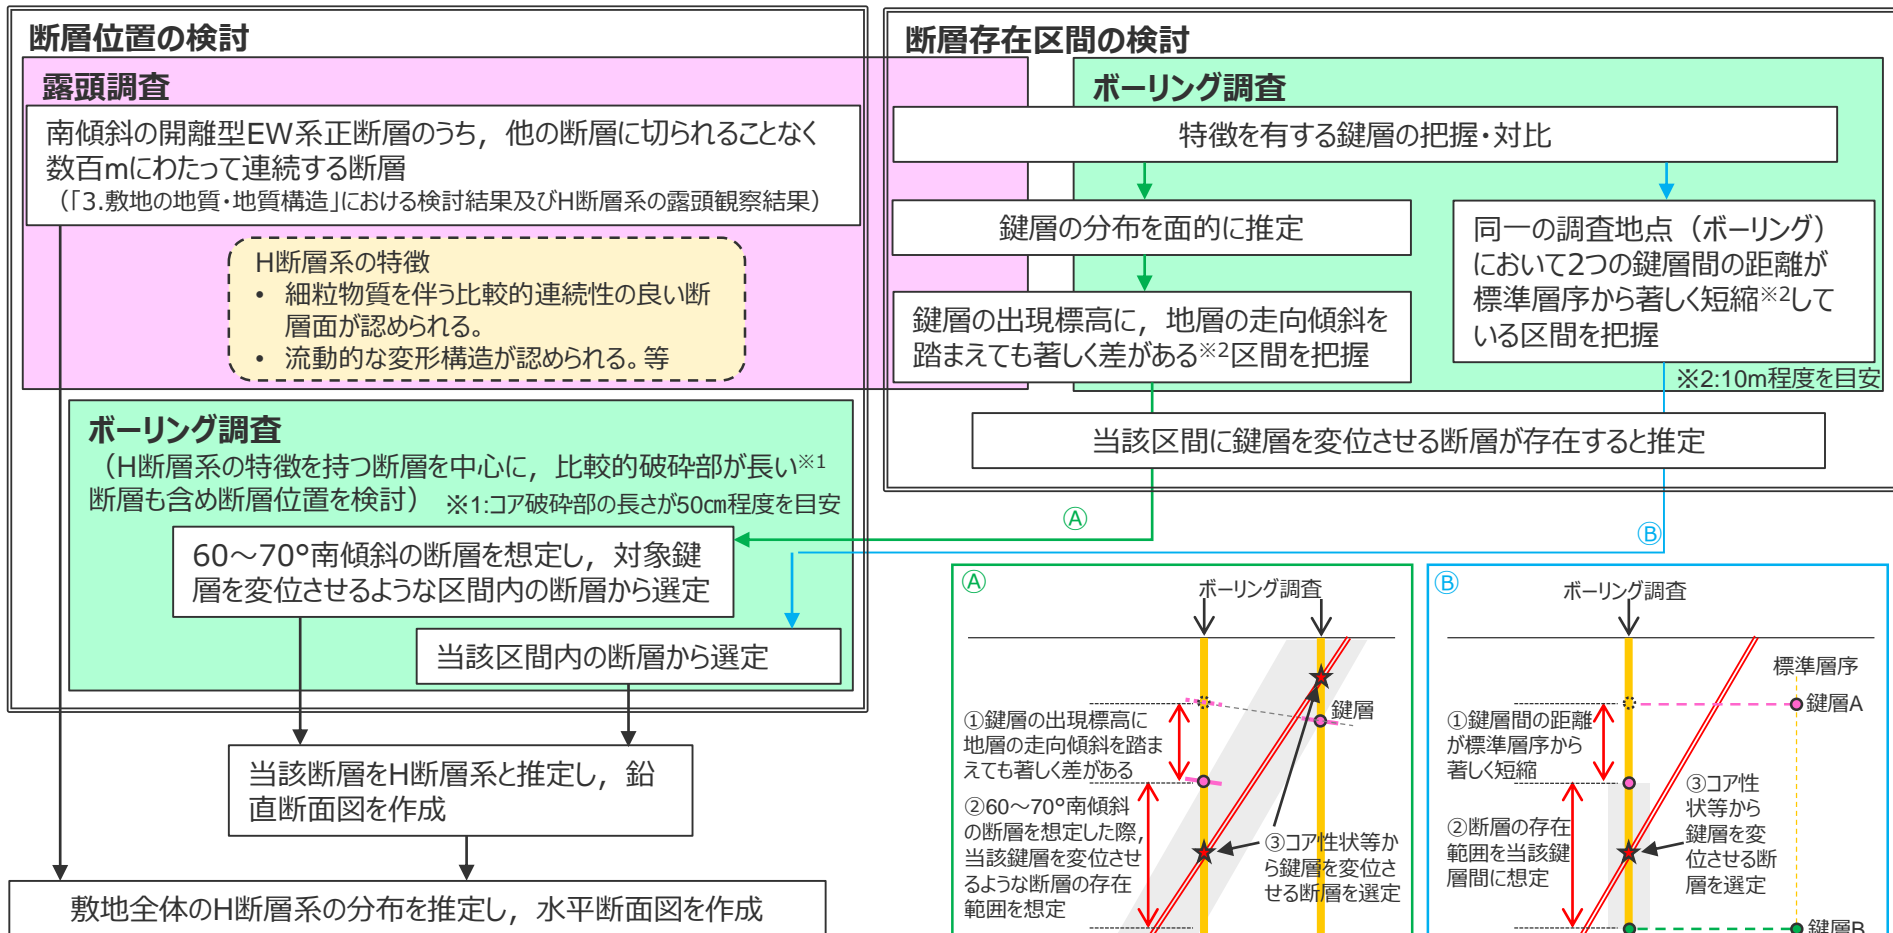 断層位置の検討
露頭調査
南傾斜の開離型EW系正断層のうち，他の断層に切られることなく
数百mにわたって連続する断層
（「3.敷地の地質・地質構造」における検討結果及びH断層系の露頭観察結果）
H断層系の特徴
• 細粒物質を伴う比較的連続性の良い断
層面が認められる。
• 流動的な変形構造が認められる。等
ボーリング調査
（H断層系の特徴を持つ断層を中心に，比較的破砕部が長い※1
断層も含め断層位置を検討）
※1:コア破砕部の長さが50㎝程度を目安
60～70°南傾斜の断層を想定し，対象鍵
層を変位させるような区間内の断層から選定
当該区間内の断層から選定
当該断層をH断層系と推定し，鉛
直断面図を作成
敷地全体のH断層系の分布を推定し，水平断面図を作成
断層存在区間の検討
ボーリング調査
特徴を有する鍵層の把握・対比
鍵層の分布を面的に推定
鍵層の出現標高に，地層の走向傾斜を
踏まえても著しく差がある※2区間を把握
同一の調査地点（ボーリング）
において2つの鍵層間の距離が
標準層序から著しく短縮※2して
いる区間を把握
※2:10m程度を目安
当該区間に鍵層を変位させる断層が存在すると推定
Ⓐ
Ⓑ
Ⓐ
ボーリング調査
鍵層
①鍵層の出現標高に
地層の走向傾斜を踏ま
えても著しく差がある
②60～70°南傾斜
の断層を想定した際，
当該鍵層を変位させ
るような断層の存在
範囲を想定
③コア性状等か
ら鍵層を変位さ
せる断層を選定
Ⓑ
ボーリング調査
標準層序
鍵層A
①鍵層間の距離
が標準層序から
著しく短縮
②断層の存在
範囲を当該鍵
層間に想定
③コア性
状等から
鍵層を変
位させる断
層を選定
鍵層B